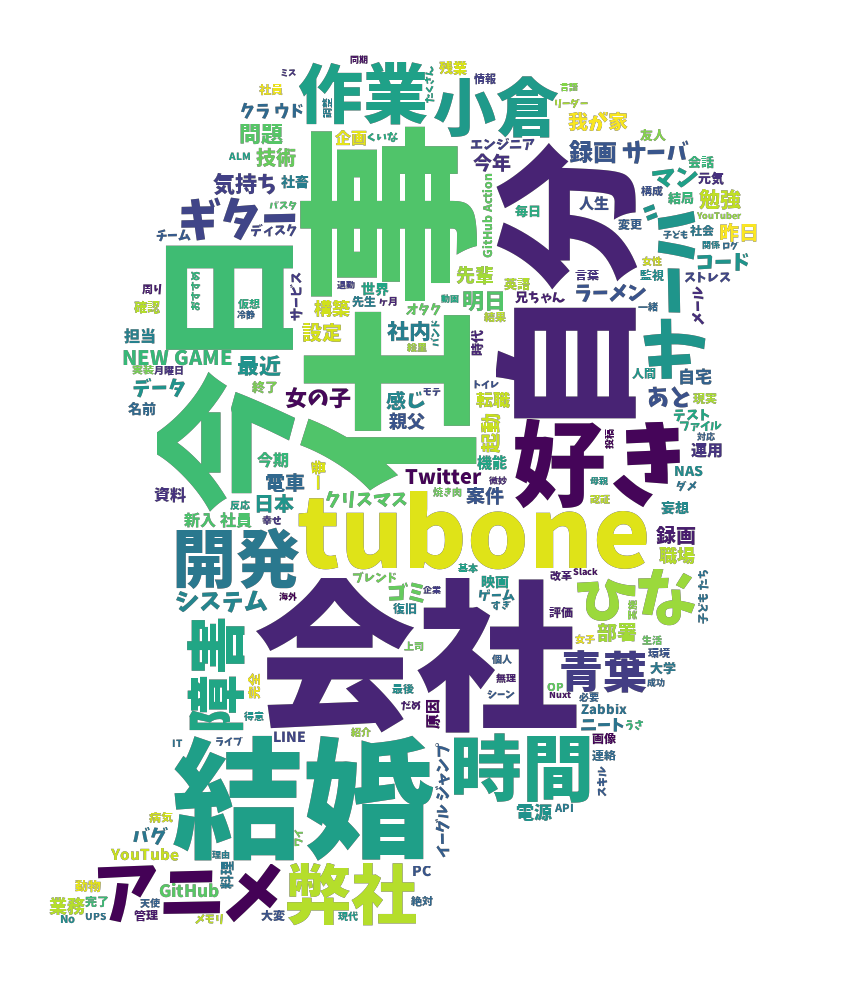 同期
ミス
残業
たくさん
情報
社員
作業
小倉
言語
リーダー
クラウド
我が家
問題
企画
くいな
エンジニア
録画
サーバ
友人
会話
ALM
技術
今年
マン
元気
気持ち
社畜
GitHub Action
人生
構成
結局
勉強
YouTuber
ギター
パスタ
毎日
変更
子ども
社会
昨日
チーム
ディスク
仕事
自分
サーバー
関係
ログ
今日
周り
おすすめ
サービス
退勤
世界
先輩
英語
言葉
女性
監視
コード
ストレス
確認
仮想
冷静
構築
先生
ヶ月
オタク
動画
明日
兄ちゃん
ラーメン
一緒
メール
担当
設定
社内
バンド
結果
時代
NEW GAME
最近
実装
月曜日
トイレ
人間
自宅
データ
終了
女の子
感じ
モテ
転職
あと
現実
名前
親父
起動
好き
投稿
テスト
ファイル
対応
運用
今期
機能
資料
電車
Twitter
微妙
母親
NAS
ダメ
反応
日本
クリスマス
焼き肉
案件
妄想
新入社員
幸せ
tubone
録画
開発
職場
ブレンド
基本
改革
Slack
システム
海外
ゴミ
企業
映画
ゲーム
すぎ
ひな
子どもたち
復旧
評価
障害
会社
上司
女子
部署
生活
個人
青葉
環境
大学
完全
最後
無理
OP
成功
得意
だめ
原因
シーン
Nuxt
必要
Zabbix
IT
ライブ
LINE
紹介
ニート
うさ
画像
結婚
イーグルジャンプ
時間
連絡
スキル
病気
電源
API
バグ
YouTube
理由
料理
動物
アニメ
GitHub
弊社
PC
業務
完了
天使
絶対
No
UPS
管理
メモリ
大変
現代